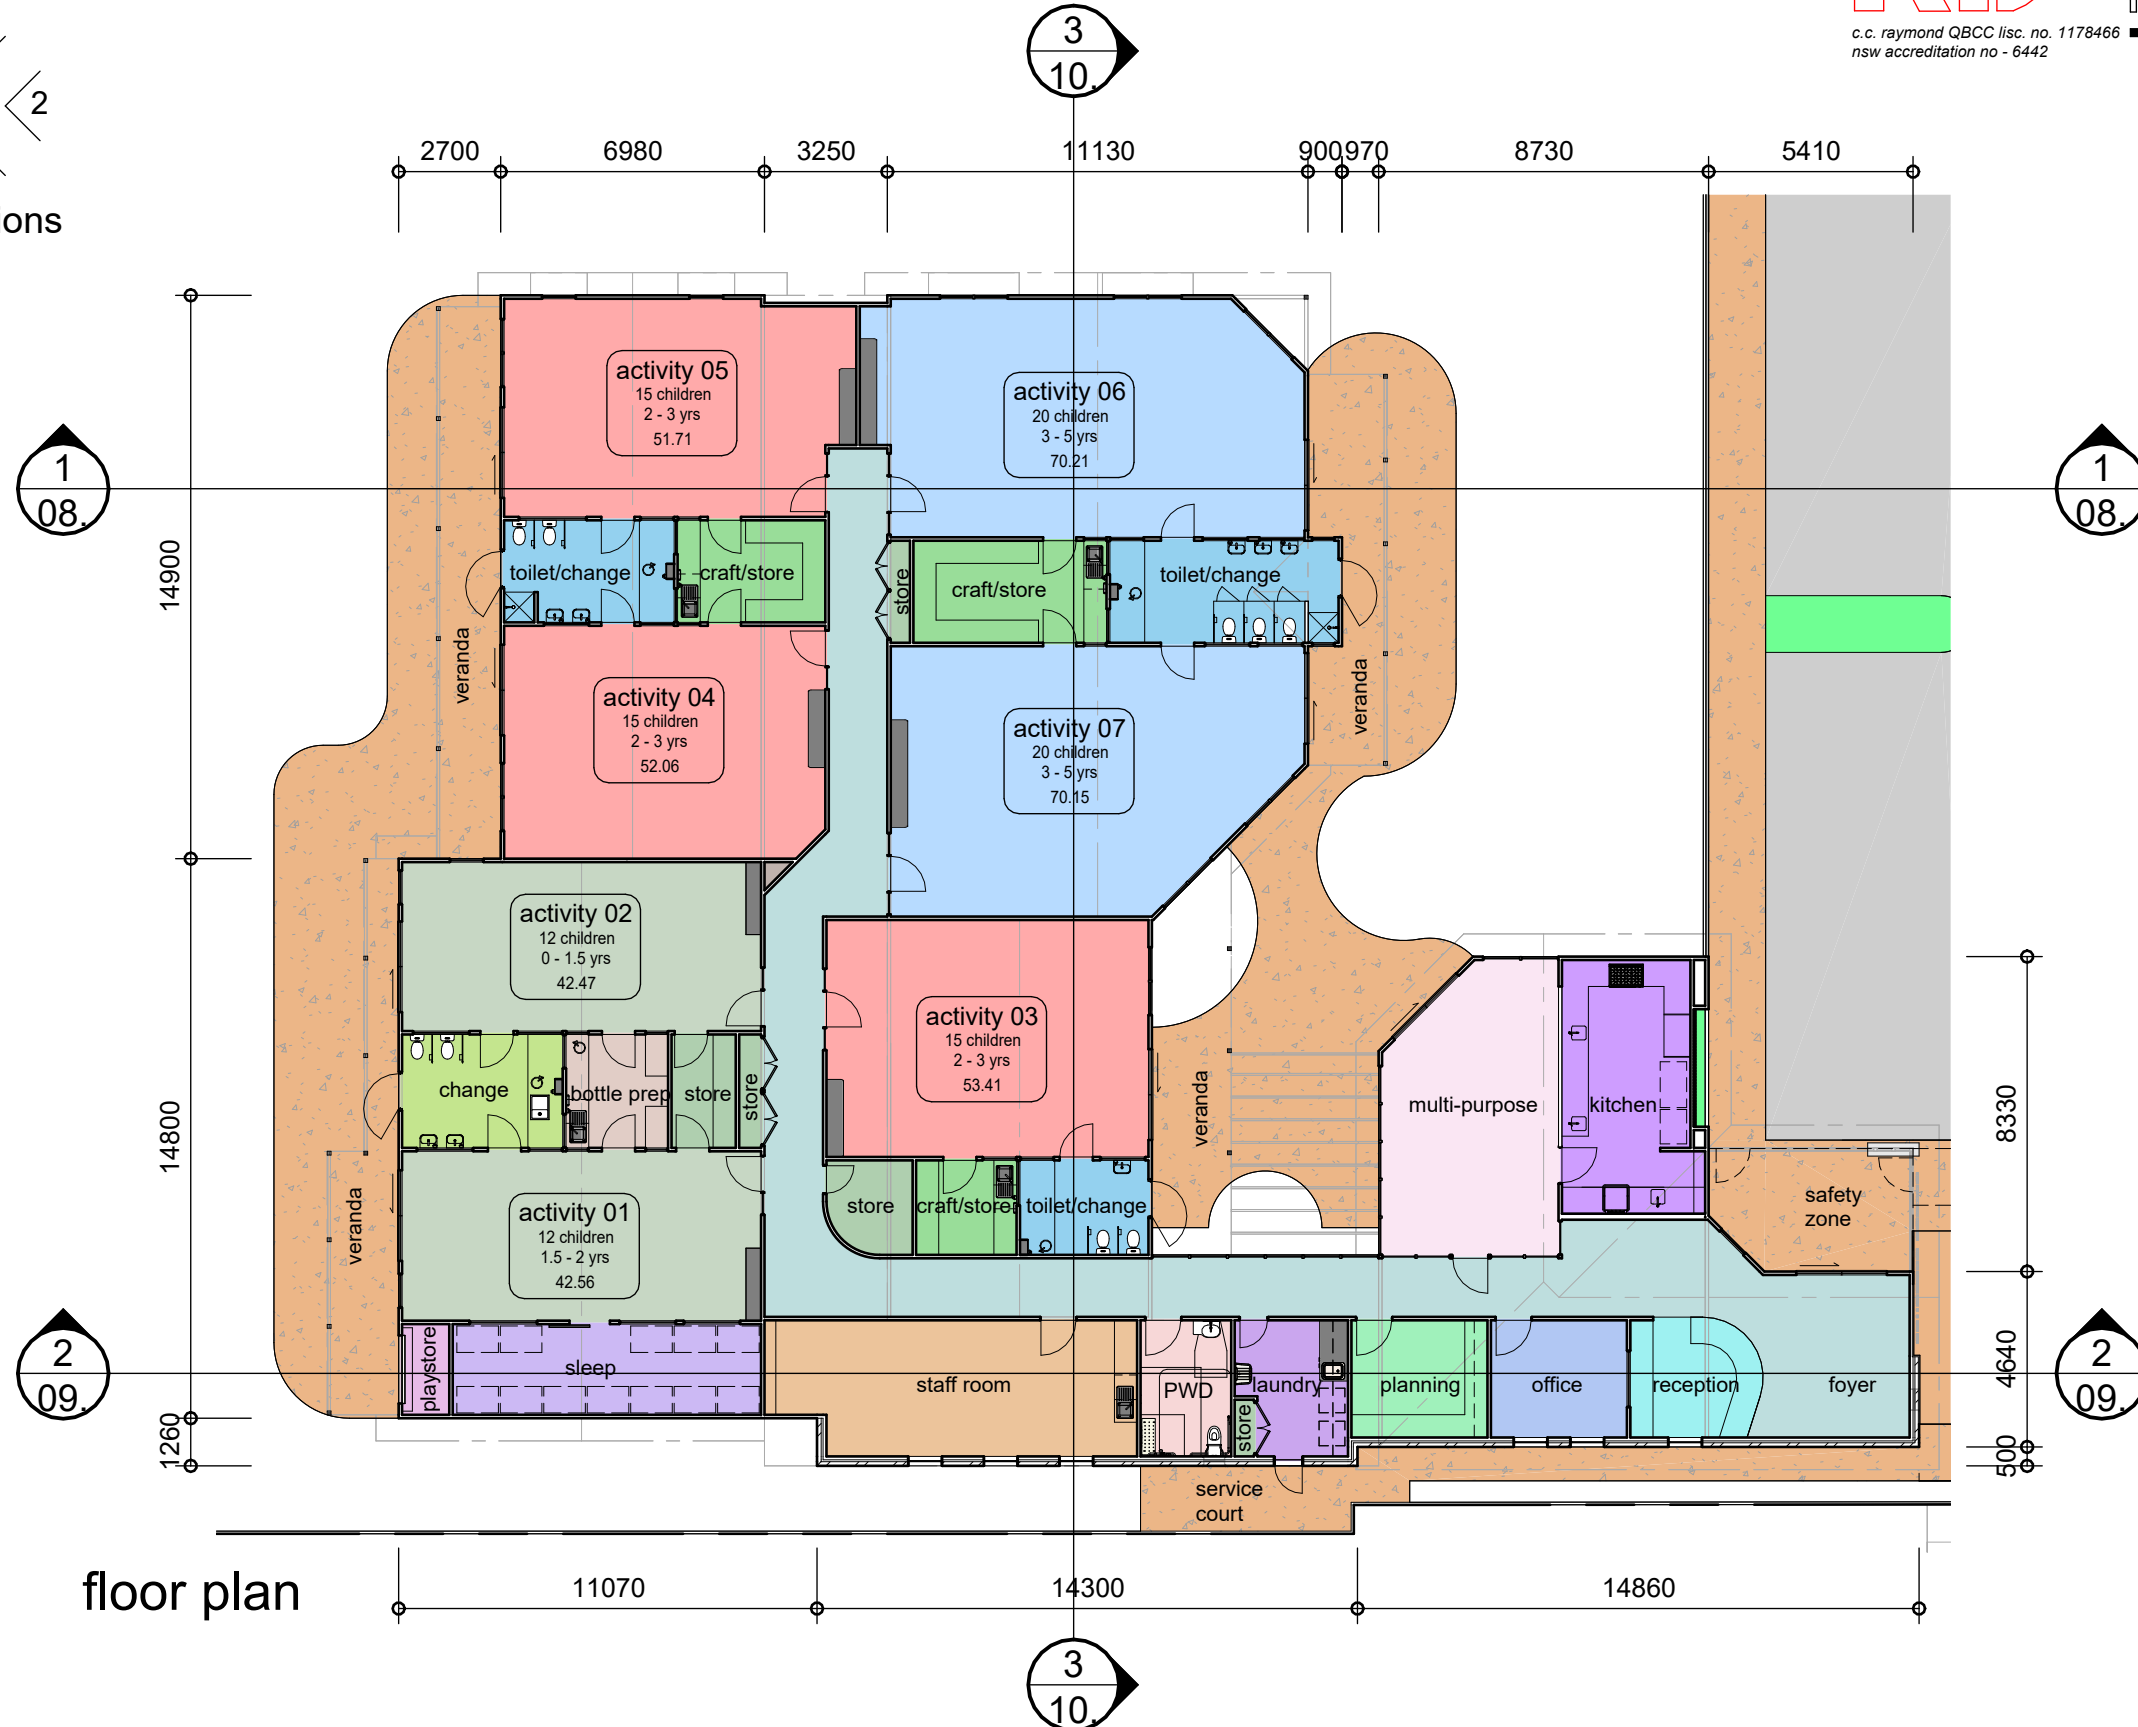 c.c. raymond QBCC lisc. no. 1178466
nsw accreditation no - 6442
3
10.
2
ions
2700
6980
3250
11130
900
970
8730
5410
activity 05
15 children
2 - 3 yrs
51.71
activity 06
20 children
3 - 5 yrs
70.21
1
08.
1
08.
14900
toilet/change
craft/store
store
craft/store
toilet/change
veranda
activity 04
15 children
2 - 3 yrs
52.06
activity 07
20 children
3 - 5 yrs
70.15
veranda
activity 02
12 children
0 - 1.5 yrs
42.47
activity 03
15 children
2 - 3 yrs
53.41
14800
change
bottle prep
store
store
veranda
multi-purpose
kitchen
8330
activity 01
12 children
1.5 - 2 yrs
42.56
veranda
store
craft/store
toilet/change
safety
zone
2
09.
playstore
sleep
staff room
PWD
laundry
store
planning
office
reception
foyer
4640
2
09.
1260
500
service
court
floor plan
11070
14300
14860
3
10.